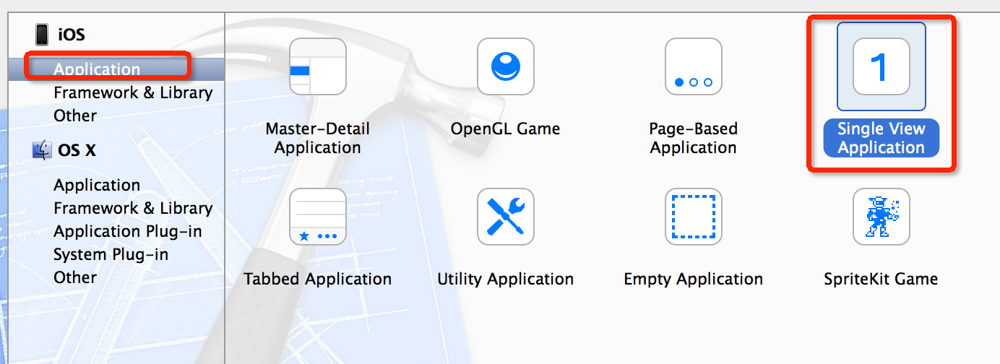 iOS
Application
Framework & Library
Other
OS X
Application
Framework & Library
Application Plug-in
System Plug-in
Other
Master-Detail
Application
OpenGL Game
Page-Based
Application
1
Single View
Application
Tabbed Application
Utility Application
Empty Application
SpriteKit Game